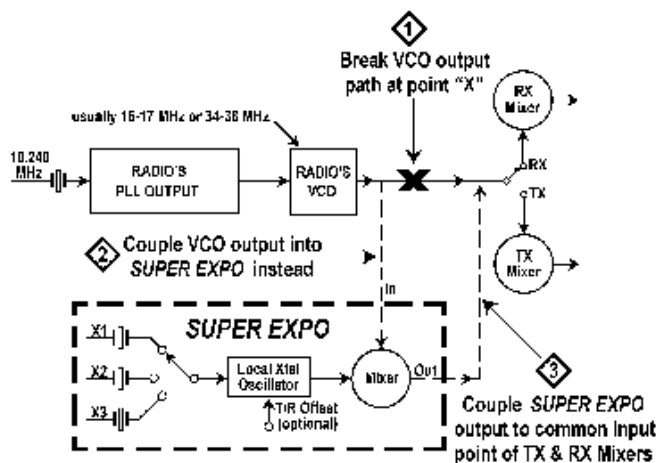 1
Break VCO output
path at point "X"
RX
Mixer
usually 16-17 MHz or 34-38 MHz
10.240
MHz
RADIO'S
PLL OUTPUT
RADIO'S
VCO
RX
TX
2
Couple VCO output into
SUPER EXPO instead
TX
Mixer
In
SUPER EXPO
X1
X2
X3
Local Xtal
Oscillator
Mixer
Out
T/R Offset
(optional)
3
Couple SUPER EXPO
output to common Input
point of TX & RX Mixers